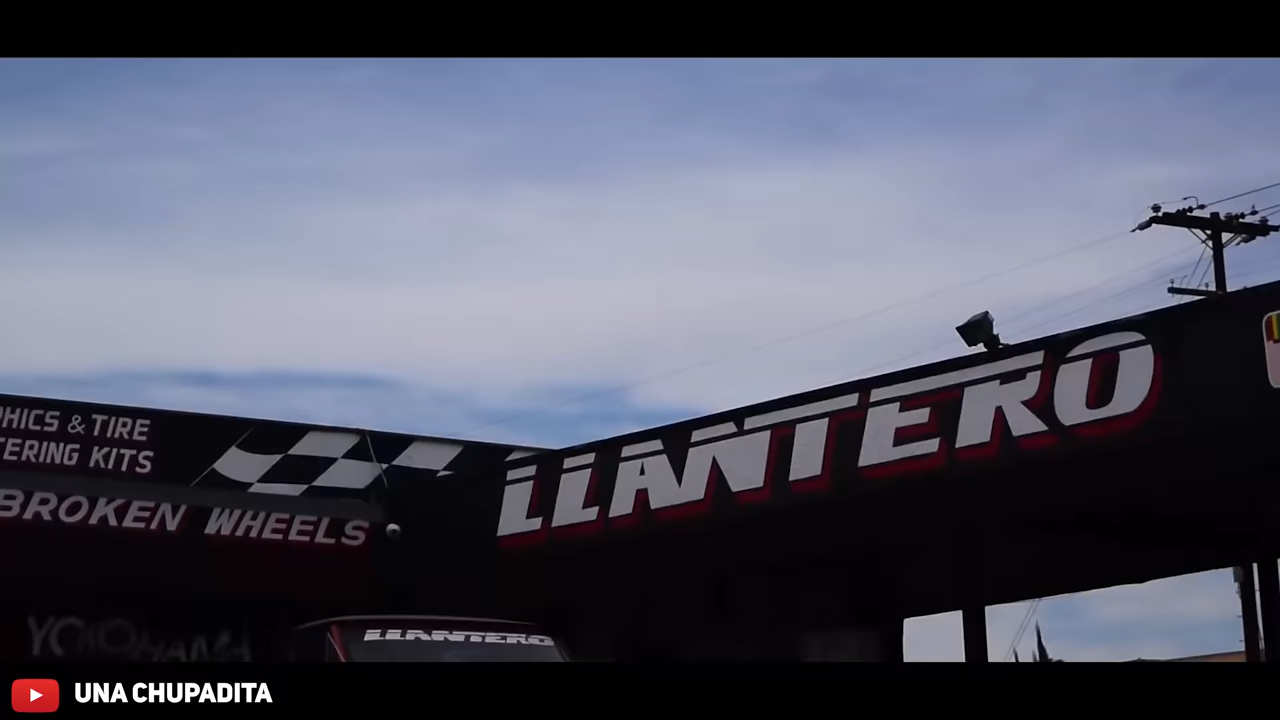 PHICS & TIRE
TERING KITS
BROKEN WHEELS
LLANTERO
YOKOHAMA
LLANTERO
UNA CHUPADITA